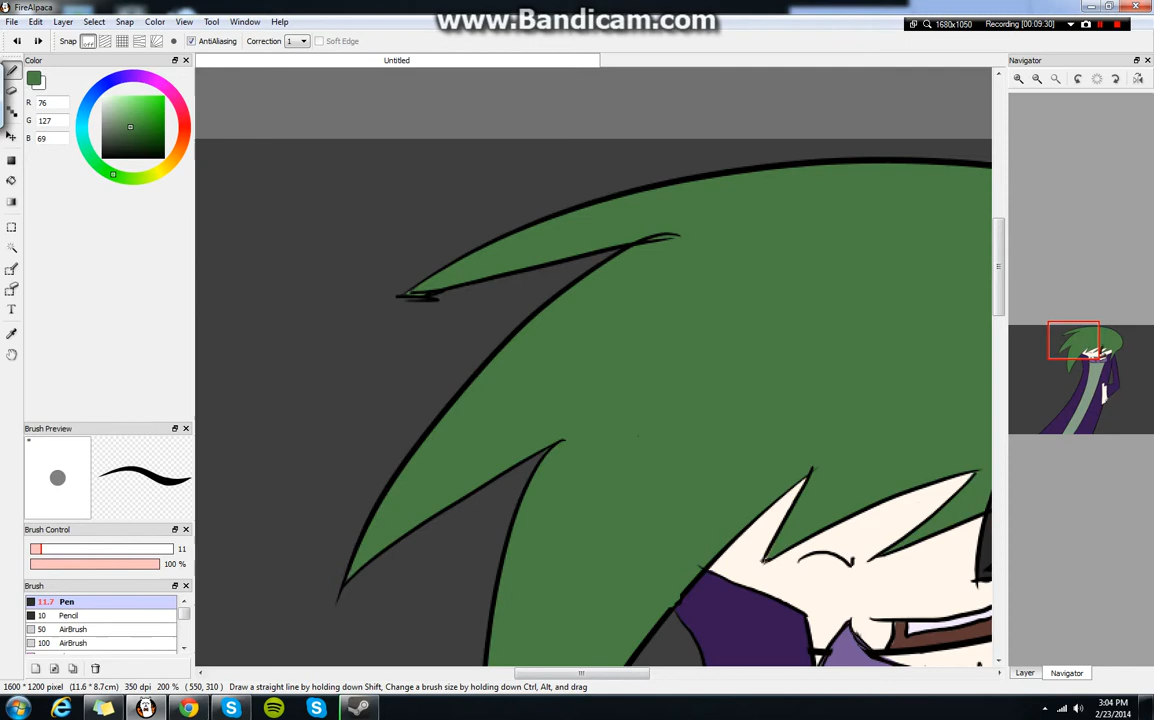 FireAlpaca
www.Bandicam.com
File Edit Layer Select Snap Color View Tool Window Help
1680x1050 Recording [00:09:30]
Snap off AntiAliasing Correction 1 Soft Edge
Color
Untitled
Navigator
R 76
G 127
B 69
Brush Preview
Brush Control
11
100 %
Brush
11.7 Pen
10 Pencil
50 AirBrush
100 AirBrush
Layer Navigator
1600 * 1200 pixel (11.6 * 8.7cm) 350 dpi 200 % (550, 310) Draw a straight line by holding down Shift, Change a brush size by holding down Ctrl, Alt, and drag
3:04 PM
2/23/2014